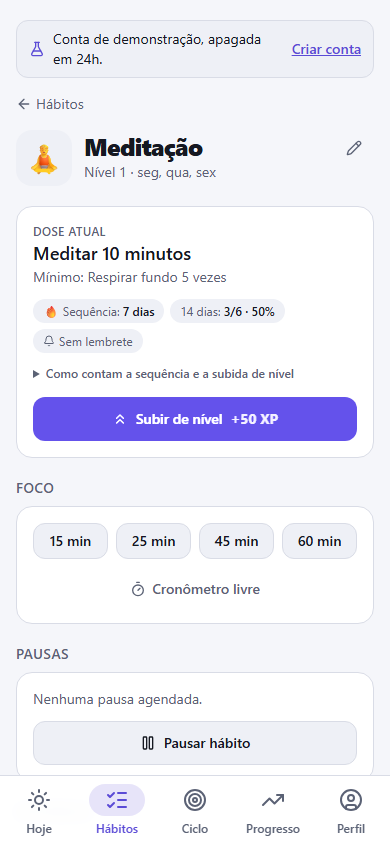 Conta de demonstração, apagada
em 24h.
Criar conta
Hábitos
Meditação
Nível 1 · seg, qua, sex
DOSE ATUAL
Meditar 10 minutos
Mínimo: Respirar fundo 5 vezes
Sequência: 7 dias
14 dias: 3/6 · 50%
Sem lembrete
Como contam a sequência e a subida de nível
Subir de nível +50 XP
FOCO
15 min
25 min
45 min
60 min
Cronômetro livre
PAUSAS
Nenhuma pausa agendada.
Pausar hábito
Hoje
Hábitos
Ciclo
Progresso
Perfil